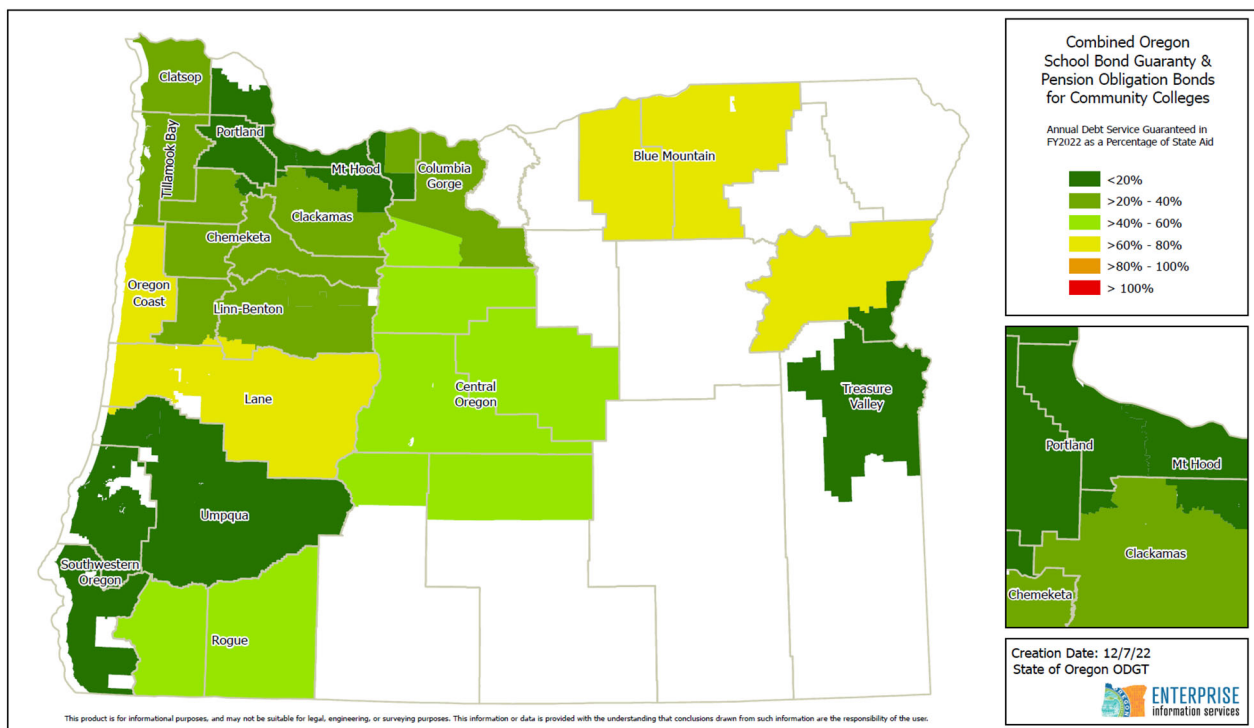 Combined Oregon
School Bond Guaranty &
Pension Obligation Bonds
for Community Colleges
Annual Debt Service Guaranteed in
FY2022 as a Percentage of State Aid
<20%
>20% - 40%
>40% - 60%
>60% - 80%
>80% - 100%
> 100%
Clatsop
Tillamook Bay
Portland
Mt Hood
Columbia
Gorge
Blue Mountain
Clackamas
Chemeketa
Oregon
Coast
Linn-Benton
Lane
Central
Oregon
Treasure
Valley
Umpqua
Southwestern
Oregon
Rogue
Portland
Mt Hood
Clackamas
Chemeketa
Creation Date: 12/7/22
State of Oregon ODGT
OREGON
ENTERPRISE
information services
This product is for informational purposes, and may not be suitable for legal, engineering, or surveying purposes. This information or data is provided with the understanding that conclusions drawn from such information are the responsibility of the user.